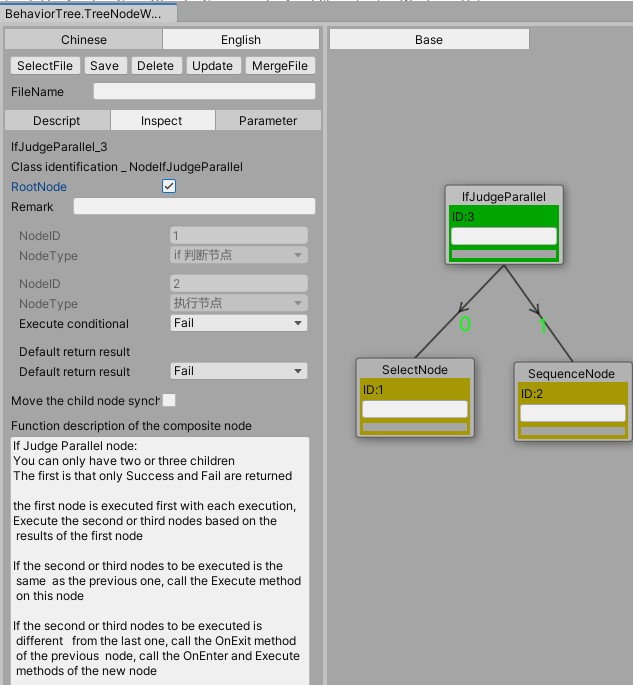 BehaviorTree.TreeNodeW...
Chinese
English
Base
SelectFile
Save
Delete
Update
MergeFile
FileName
Descript
Inspect
Parameter
IfJudgeParallel_3
Class identification _ NodeIfJudgeParallel
RootNode
Remark
NodeID
1
NodeType
if 判断节点
NodeID
2
NodeType
执行节点
Execute conditional
Fail
Default return result
Default return result
Fail
Move the child node synch
Function description of the composite node
If Judge Parallel node:
You can only have two or three children
The first is that only Success and Fail are returned
the first node is executed first with each execution,
Execute the second or third nodes based on the
results of the first node
If the second or third nodes to be executed is the
same as the previous one, call the Execute method
on this node
If the second or third nodes to be executed is
different from the last one, call the OnExit method
of the previous node, call the OnEnter and Execute
methods of the new node
IfJudgeParallel
ID:3
0
1
SelectNode
ID:1
SequenceNode
ID:2